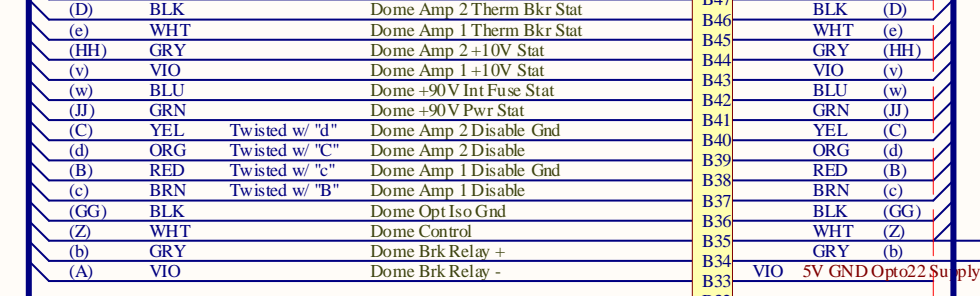 B47
(D) BLK Dome Amp 2 Therm Bkr Stat B46 BLK (D)
(e) WHT Dome Amp 1 Therm Bkr Stat B45 WHT (e)
(HH) GRY Dome Amp 2 +10V Stat B44 GRY (HH)
(v) VIO Dome Amp 1 +10V Stat B43 VIO (v)
(w) BLU Dome +90V Int Fuse Stat B42 BLU (w)
(JJ) GRN Dome +90V Pwr Stat B41 GRN (JJ)
(C) YEL Twisted w/ "d" Dome Amp 2 Disable Gnd B40 YEL (C)
(d) ORG Twisted w/ "C" Dome Amp 2 Disable B39 ORG (d)
(B) RED Twisted w/ "c" Dome Amp 1 Disable Gnd B38 RED (B)
(c) BRN Twisted w/ "B" Dome Amp 1 Disable B37 BRN (c)
(GG) BLK Dome Opt Iso Gnd B36 BLK (GG)
(Z) WHT Dome Control B35 WHT (Z)
(b) GRY Dome Brk Relay + B34 GRY (b)
(A) VIO Dome Brk Relay - B33 VIO 5V GND Opto22 Supply